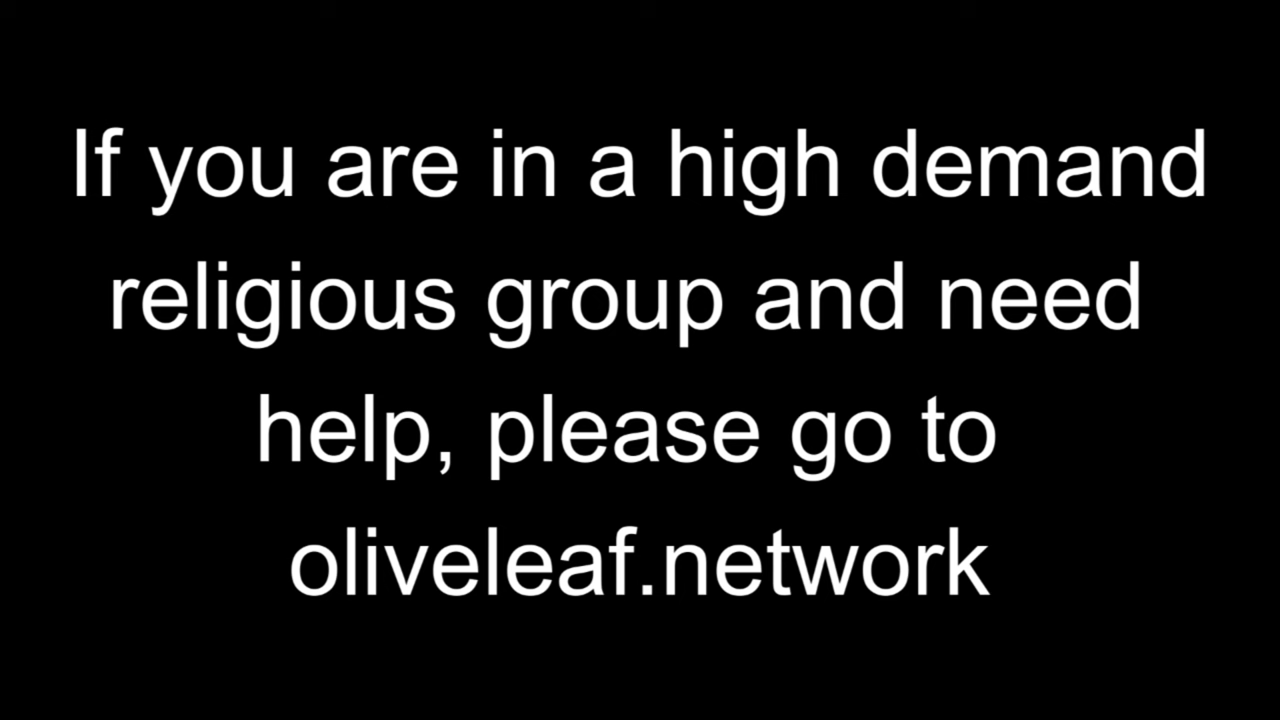 If you are in a high demand
religious group and need
help, please go to
oliveleaf.network